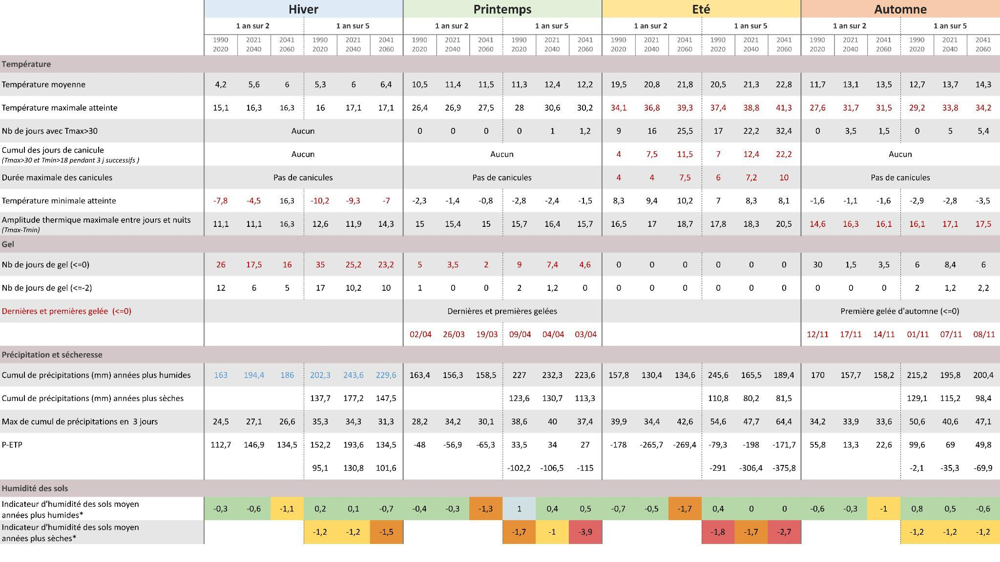 Hiver Printemps Eté Automne
1 an sur 2 1 an sur 5 1 an sur 2 1 an sur 5 1 an sur 2 1 an sur 5 1 an sur 2 1 an sur 5
1990 2021 2041 1990 2021 2041 1990 2021 2041 1990 2021 2041 1990 2021 2041 1990 2021 2041 1990 2021 2041 1990 2021 2041
2020 2040 2060 2020 2040 2060 2020 2040 2060 2020 2040 2060 2020 2040 2060 2020 2040 2060 2020 2040 2060 2020 2040 2060
Température
Température moyenne 4,2 5,6 6 5,3 6 6,4 10,5 11,4 11,5 11,3 12,4 12,2 19,5 20,8 21,8 20,5 21,3 22,8 11,7 13,1 13,5 12,7 13,7 14,3
Température maximale atteinte 15,1 16,3 16,3 16 17,1 17,1 26,4 26,9 27,5 28 30,6 30,2 34,1 36,8 39,3 37,4 38,8 41,3 27,6 31,7 31,5 29,2 33,8 34,2
Nb de jours avec Tmax>30 Aucun 0 0 0 0 1 1,2 9 16 25,5 17 22,2 32,4 0 3,5 1,5 0 5 5,4
Cumul des jours de canicule
(Tmax>30 et Tmin>18 pendant 3 j successifs ) Aucun Aucun 4 7,5 11,5 7 12,4 22,2 Aucun
Durée maximale des canicules Pas de canicules Pas de canicules 4 4 7,5 6 7,2 10 Pas de canicules
Température minimale atteinte -7,8 -4,5 16,3 -10,2 -9,3 -7 -2,3 -1,4 -0,8 -2,8 -2,4 -1,5 8,3 9,4 10,2 7 8,3 8,1 -1,6 -1,1 -1,6 -2,9 -2,8 -3,5
Amplitude thermique maximale entre jours et nuits
(Tmax-Tmin) 11,1 11,1 16,3 12,6 11,9 14,3 15 15,4 15 15,7 16,4 15,7 16,5 17 18,7 17,8 18,3 20,5 14,6 16,3 16,1 16,1 17,1 17,5
Gel
Nb de jours de gel (<=0) 26 17,5 16 35 25,2 23,2 5 3,5 2 9 7,4 4,6 0 0 0 0 0 0 30 1,5 3,5 6 8,4 6
Nb de jours de gel (<=-2) 12 6 5 17 10,2 10 1 0 0 2 1,2 0 0 0 0 0 0 0 0 0 0 2 1,2 2,2
Dernières et premières gelée (<=0) Dernières et premières gelées Première gelée d'automne (<=0)
02/04 26/03 19/03 09/04 04/04 03/04 12/11 17/11 14/11 01/11 07/11 08/11
Précipitation et sécheresse
Cumul de précipitations (mm) années plus humides 163 194,4 186 202,3 243,6 229,6 163,4 156,3 158,5 227 232,3 223,6 157,8 130,4 134,6 245,6 165,5 189,4 170 157,7 158,2 215,2 195,8 200,4
Cumul de précipitations (mm) années plus sèches 137,7 177,2 147,5 123,6 130,7 113,3 110,8 80,2 81,5 129,1 115,2 98,4
Max de cumul de précipitations en 3 jours 24,5 27,1 26,6 35,3 34,3 31,3 28,2 34,2 30,1 38,6 40 37,4 39,9 34,4 42,6 54,6 47,7 64,4 34,2 33,9 33,6 50,6 40,6 47,1
P-ETP 112,7 146,9 134,5 152,2 193,6 134,5 -48 -56,9 -65,3 33,5 34 27 -178 -265,7 -269,4 -79,3 -198 -171,7 55,8 13,3 22,6 99,6 69 49,8
95,1 130,8 101,6 -102,2 -106,5 -115 -291 -306,4 -375,8 -2,1 -35,3 -69,9
Humidité des sols
Indicateur d'humidité des sols moyen
années plus humides* -0,3 -0,6 -1,1 0,2 0,1 -0,7 -0,4 -0,3 -1,3 1 0,4 0,5 -0,7 -0,5 -1,7 0,4 0 0 -0,6 -0,3 -1 0,8 0,5 -0,6
Indicateur d'humidité des sols moyen
années plus sèches* -1,2 -1,2 -1,5 -1,7 -1 -3,9 -1,8 -1,7 -2,7 -1,2 -1,2 -1,2